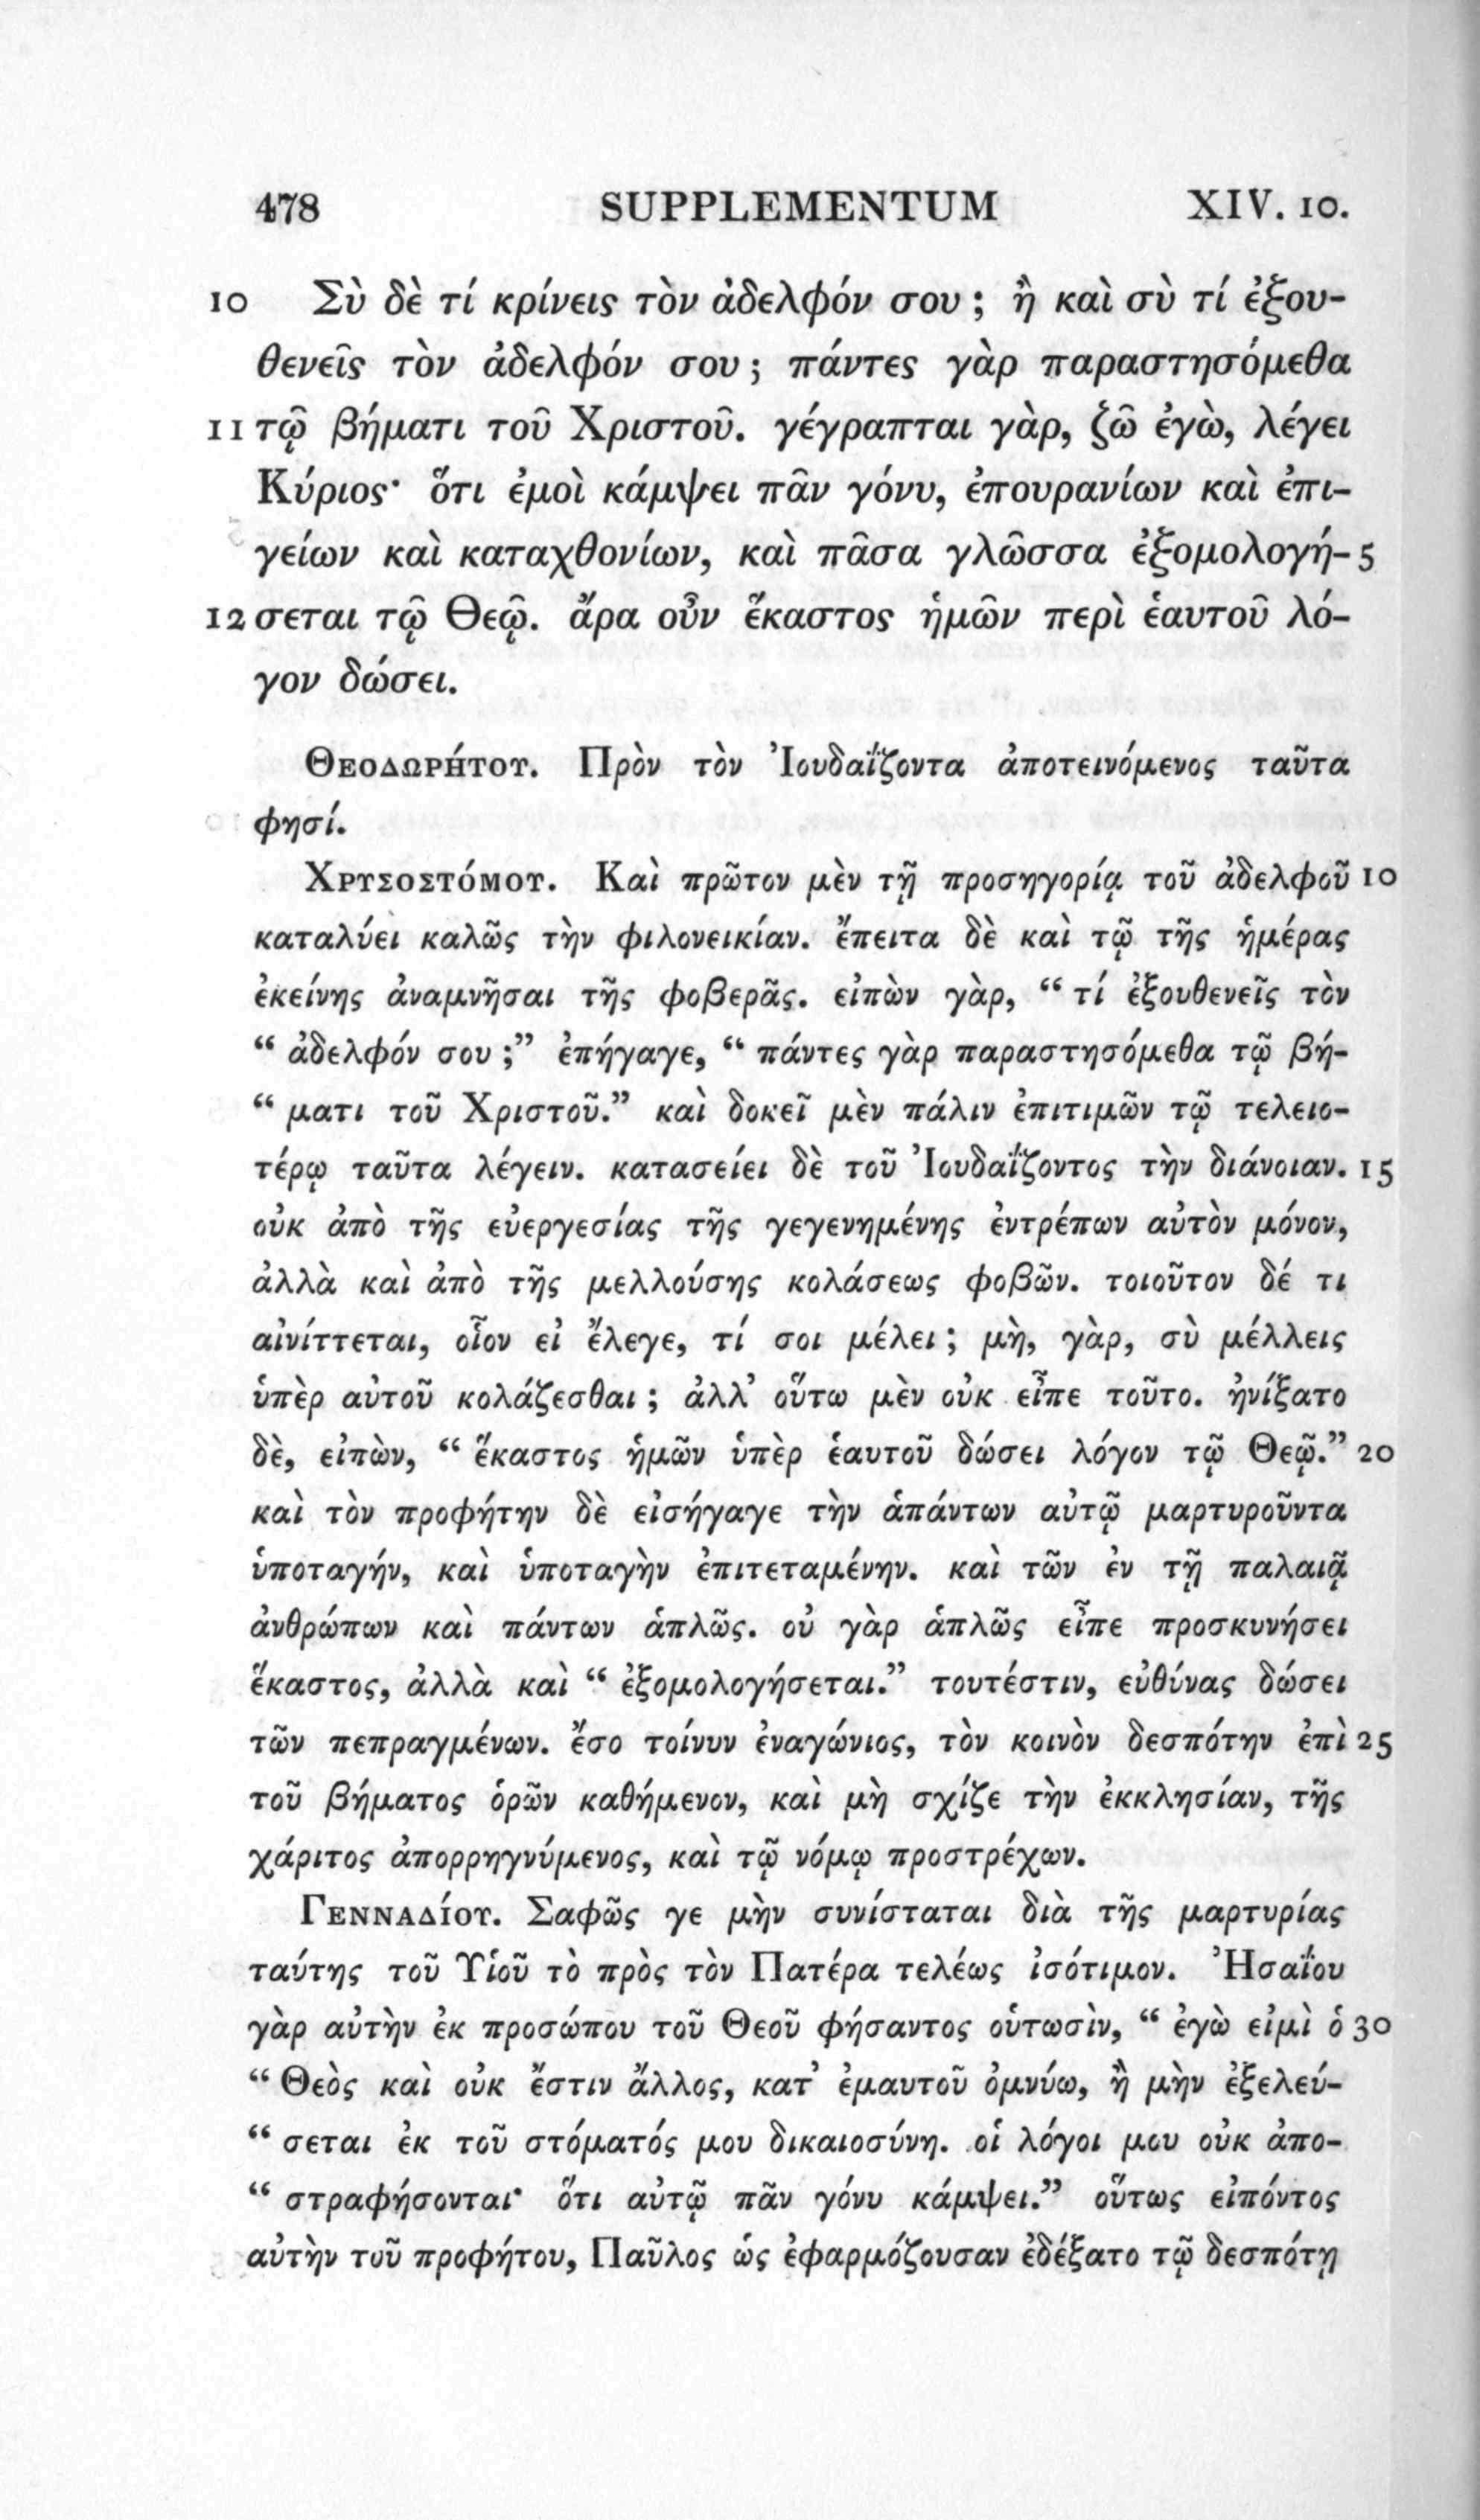 478 SUPPLEMENTUM XIV. 10.
10 Σὺ δὲ τί κρίνεις τὸν ἀδελφόν σου; ἢ καὶ σὺ τί ἐξου-
θενεῖς τὸν ἀδελφόν σου; πάντες γὰρ παραστησόμεθα
11 τῷ βήματι τοῦ Χριστοῦ. γέγραπται γὰρ, ζῶ ἐγὼ, λέγει
Κύριος· ὅτι ἐμοὶ κάμψει πᾶν γόνυ, ἐπουρανίων καὶ ἐπι-
γείων καὶ καταχθονίων, καὶ πᾶσα γλῶσσα ἐξομολογή- 5
12 σεται τῷ Θεῷ. ἄρα οὖν ἕκαστος ἡμῶν περὶ ἑαυτοῦ λό-
γον δώσει.
ΘΕΟΔΩΡΉΤΟΥ. Πρὸν τὸν Ἰουδαΐζοντα ἀποτεινόμενος ταῦτα
φησί.
ΧΡΥΣΟΣΤΌΜΟΥ. Καὶ πρῶτον μὲν τῇ προσηγορίᾳ τοῦ ἀδελφοῦ 10
καταλύει καλῶς τὴν φιλονεικίαν. ἔπειτα δὲ καὶ τῷ τῆς ἡμέρας
ἐκείνης ἀναμνῆσαι τῆς φοβερᾶς. εἰπὼν γὰρ, “ τί ἐξουθενεῖς τὸν
“ ἀδελφόν σου ;” ἐπήγαγε, “ πάντες γὰρ παραστησόμεθα τῷ βή-
“ ματι τοῦ Χριστοῦ.” καὶ δοκεῖ μὲν πάλιν ἐπιτιμῶν τῷ τελειο-
τέρῳ ταῦτα λέγειν. κατασείει δὲ τοῦ Ἰουδαΐζοντος τὴν διάνοιαν. 15
οὐκ ἀπὸ τῆς εὐεργεσίας τῆς γεγενημένης ἐντρέπων αὐτὸν μόνον,
ἀλλὰ καὶ ἀπὸ τῆς μελλούσης κολάσεως φοβῶν. τοιοῦτον δέ τι
αἰνίττεται, οἷον εἰ ἔλεγε, τί σοι μέλει ; μὴ, γὰρ, σὺ μέλλεις
ὑπὲρ αὐτοῦ κολάζεσθαι ; ἀλλ’ οὕτω μὲν οὐκ εἶπε τοῦτο. ἠνίξατο
δὲ, εἰπὼν, “ ἕκαστος ἡμῶν ὑπὲρ ἑαυτοῦ δώσει λόγον τῷ Θεῷ.” 20
καὶ τὸν προφήτην δὲ εἰσήγαγε τὴν ἁπάντων αὐτῷ μαρτυροῦντα
ὑποταγήν, καὶ ὑποταγὴν ἐπιτεταμένην. καὶ τῶν ἐν τῇ παλαιᾷ
ἀνθρώπων καὶ πάντων ἁπλῶς. οὐ γὰρ ἁπλῶς εἶπε προσκυνήσει
ἕκαστος, ἀλλὰ καὶ “ ἐξομολογήσεται.” τουτέστιν, εὐθύνας δώσει
τῶν πεπραγμένων. ἔσο τοίνυν ἐναγώνιος, τὸν κοινὸν δεσπότην ἐπὶ 25
τοῦ βήματος ὁρῶν καθήμενον, καὶ μὴ σχίζε τὴν ἐκκλησίαν, τῆς
χάριτος ἀπορρηγνύμενος, καὶ τῷ νόμῳ προστρέχων.
ΓΕΝΝΑΔΊΟΥ. Σαφῶς γε μὴν συνίσταται διὰ τῆς μαρτυρίας
ταύτης τοῦ Υἱοῦ τὸ πρὸς τὸν Πατέρα τελέως ἰσότιμον. Ἡσαΐου
γὰρ αὐτὴν ἐκ προσώπου τοῦ Θεοῦ φήσαντος οὑτωσὶν, “ ἐγὼ εἰμὶ ὁ 30
“ Θεὸς καὶ οὐκ ἔστιν ἄλλος, κατ’ ἐμαυτοῦ ὀμνύω, ἢ μὴν ἐξελεύ-
“ σεται ἐκ τοῦ στόματός μου δικαιοσύνη. οἱ λόγοι μου οὐκ ἀπο-
“ στραφήσονται· ὅτι αὐτῷ πᾶν γόνυ κάμψει.” οὕτως εἰπόντος
αὐτὴν τοῦ προφήτου, Παῦλος ὡς ἐφαρμόζουσαν ἐδέξατο τῷ δεσπότῃ